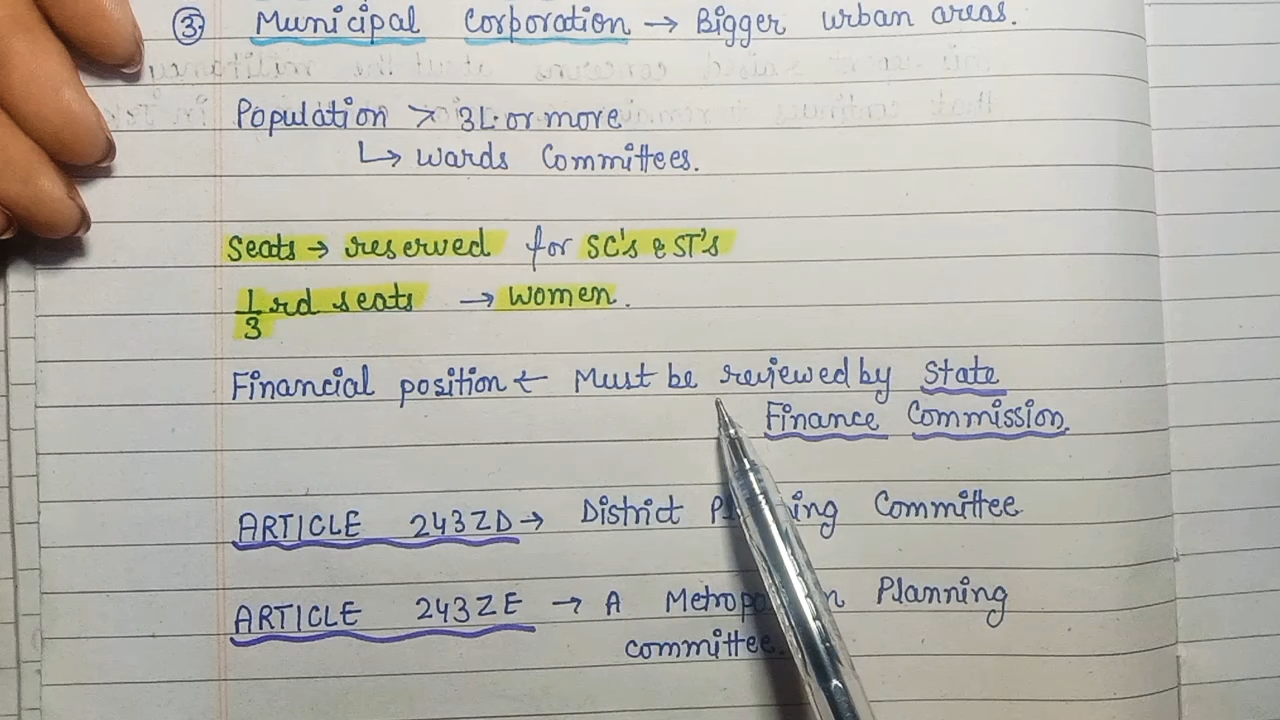 ③ Municipal Corporation → Bigger urban areas.
Population > 3L or more
↳ wards Committees.
Seats → reserved for SC's & ST's
1/3 rd seats → women.
Financial position ← Must be reviewed by State
Finance Commission.
ARTICLE 243ZD → District Committee
ARTICLE 243ZE → A Planning
committee.